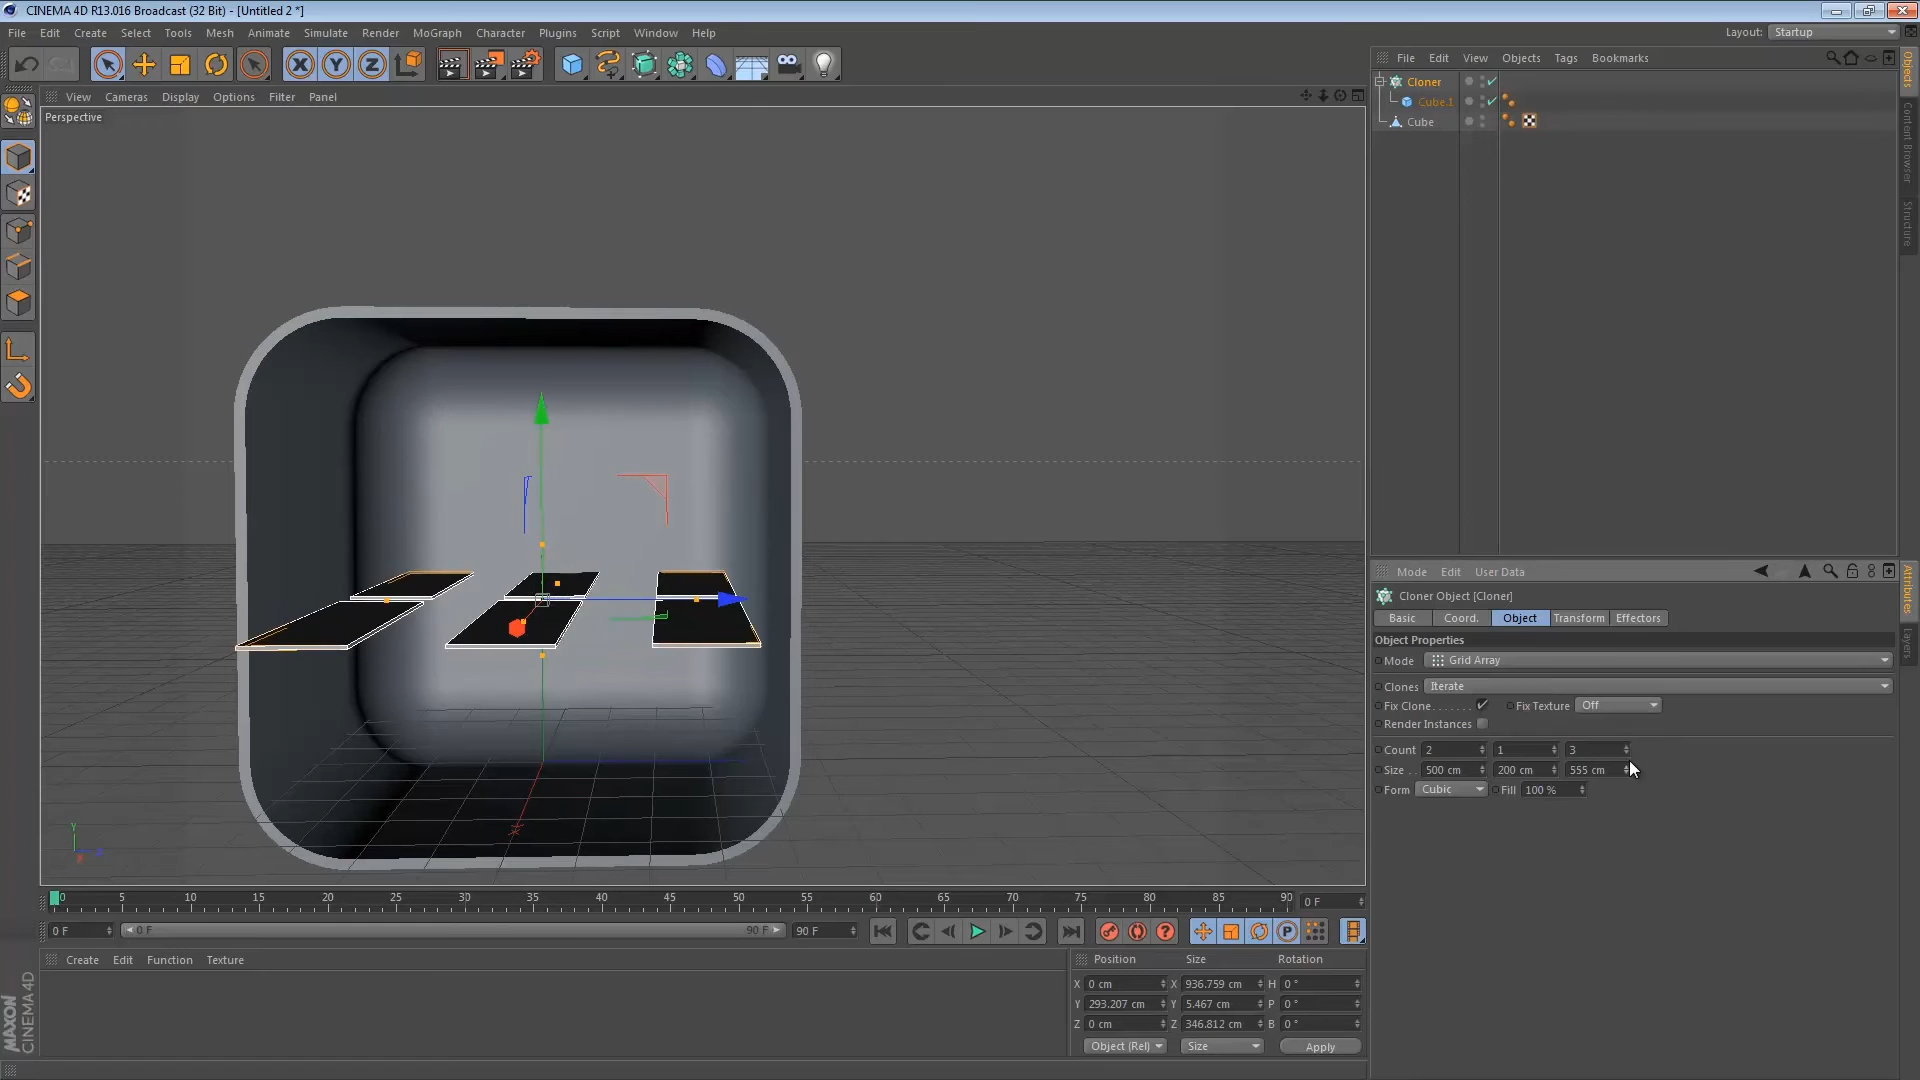 CINEMA 4D R13.016 Broadcast (32 Bit) - [Untitled 2 *]
File Edit Create Select Tools Mesh Animate Simulate Render MoGraph Character Plugins Script Window Help
Layout: Startup
X Y Z
View Cameras Display Options Filter Panel
Perspective
File Edit View Objects Tags Bookmarks
Cloner
Cube.1
Cube
Objects
Content Browser
Structure
Mode Edit User Data
Cloner Object [Cloner]
Basic Coord. Object Transform Effectors
Object Properties
Mode Grid Array
Clones Iterate
Fix Clone....... Fix Texture Off
Render Instances
Count 2 1 3
Size . . 500 cm 200 cm 555 cm
Form Cubic Fill 100 %
Attributes
Layers
Y
0 5 10 15 20 25 30 35 40 45 50 55 60 65 70 75 80 85 90 0 F
0 F 0 F 90 F 90 F
P
Create Edit Function Texture
Position Size Rotation
X 0 cm X 936.759 cm H 0 °
Y 293.207 cm Y 5.467 cm P 0 °
Z 0 cm Z 346.812 cm B 0 °
Object (Rel) Size Apply
MAXON
CINEMA 4D